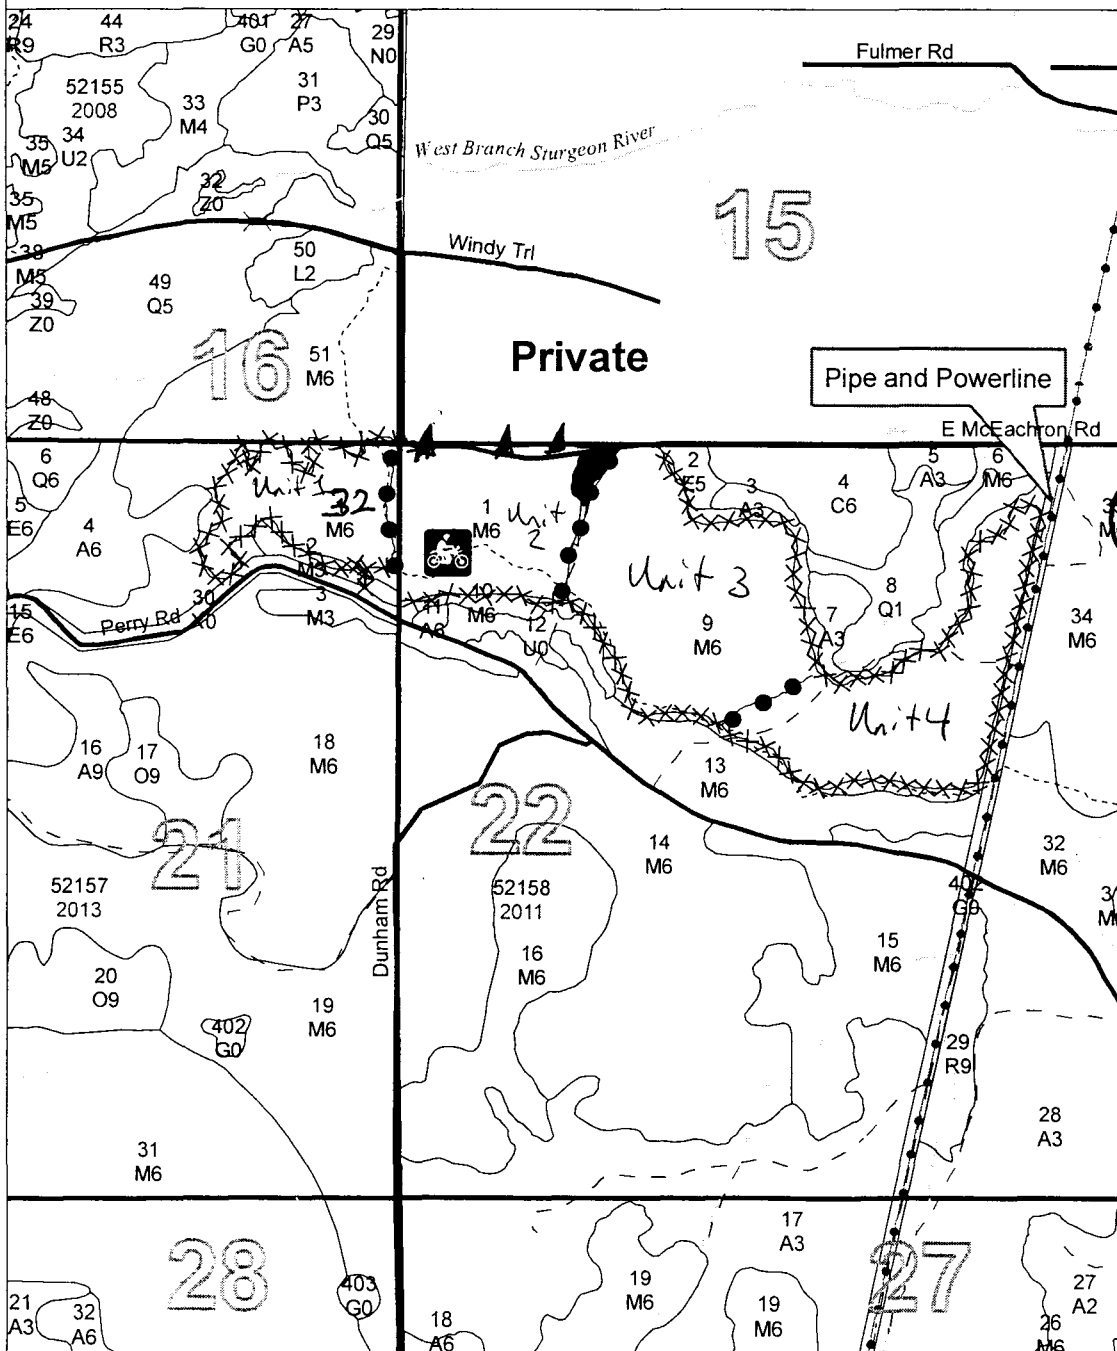 24
R9
44
R3
401
G0
27
A5
29
N0
Fulmer Rd
52155
2008
31
P3
33
M4
30
Q5
West Branch Sturgeon River
35
M5
34
U2
32
Z0
15
35
M5
38
M5
50
L2
Windy Trl
49
Q5
39
Z0
16
51
M6
Private
Pipe and Powerline
48
Z0
E McEachron Rd
6
Q6
2
E5
3
A3
4
C6
5
A3
6
M6
Unit
32
M6
1
M6
Unit
2
5
E6
4
A6
2
M3
Unit 3
8
Q1
15
E6
Perry Rd
30
X0
3
M3
11
A6
10
M6
12
U0
9
M6
7
A3
34
M6
Unit 4
16
A9
17
O9
18
M6
13
M6
22
21
14
M6
32
M6
52157
2013
Dunham Rd
52158
2011
402
G0
16
M6
15
M6
20
O9
19
M6
402
G0
29
R9
28
A3
31
M6
17
A3
28
27
403
G0
19
M6
19
M6
27
A2
21
A3
32
A6
18
A6
26
M6